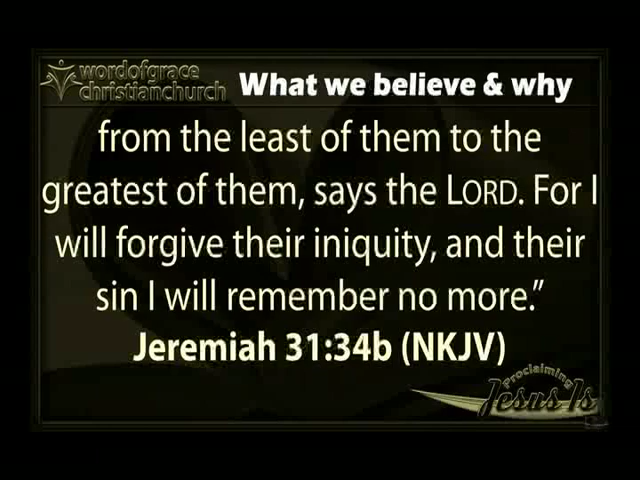 wordofgrace
christianchurch
What we believe & why
from the least of them to the
greatest of them, says the LORD. For I
will forgive their iniquity, and their
sin I will remember no more.”
Jeremiah 31:34b (NKJV)
Proclaiming
Jesus Is